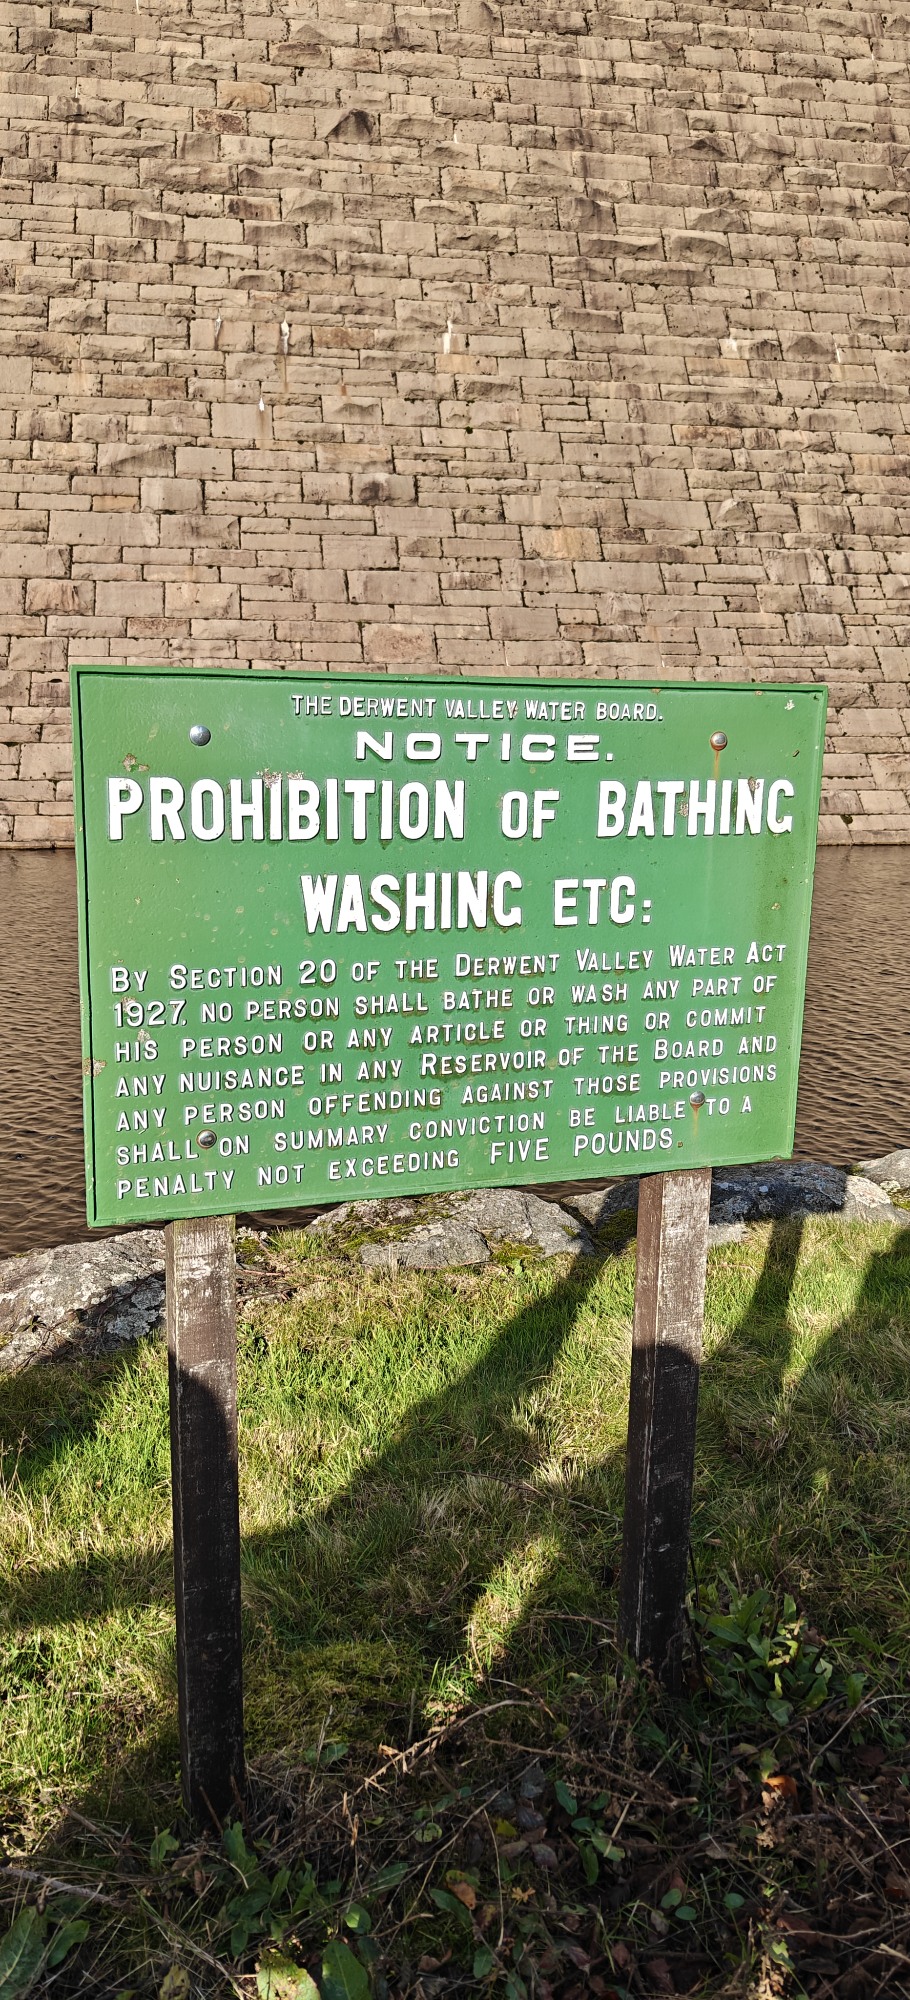 THE DERWENT VALLEY WATER BOARD.
NOTICE.
PROHIBITION OF BATHING
WASHING ETC:
BY SECTION 20 OF THE DERWENT VALLEY WATER ACT
1927, NO PERSON SHALL BATHE OR WASH ANY PART OF
HIS PERSON OR ANY ARTICLE OR THING OR COMMIT
ANY NUISANCE IN ANY RESERVOIR OF THE BOARD AND
ANY PERSON OFFENDING AGAINST THOSE PROVISIONS
SHALL ON SUMMARY CONVICTION BE LIABLE TO A
PENALTY NOT EXCEEDING FIVE POUNDS.